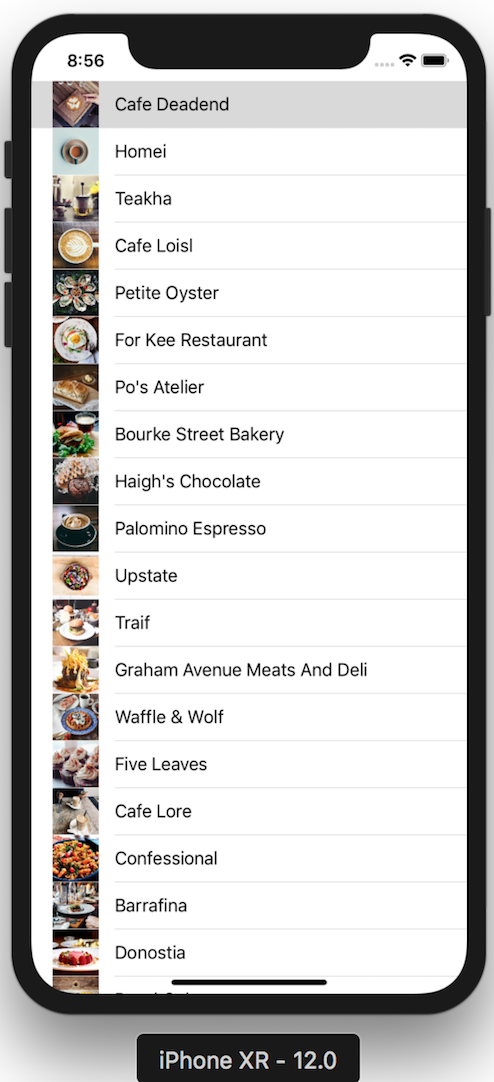 8:56
Cafe Deadend
Homei
Teakha
Cafe Loisl
Petite Oyster
For Kee Restaurant
Po's Atelier
Bourke Street Bakery
Haigh's Chocolate
Palomino Espresso
Upstate
Traif
Graham Avenue Meats And Deli
Waffle & Wolf
Five Leaves
Cafe Lore
Confessional
Barrafina
Donostia
iPhone XR - 12.0